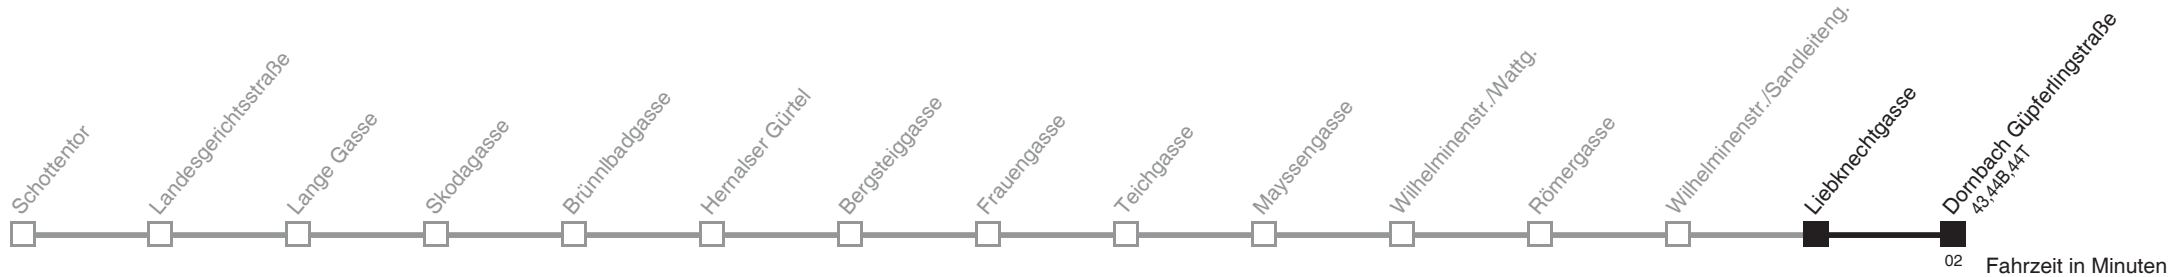 Schottentor
Landesgerichtsstraße
Lange Gasse
Skodagasse
Brünnlbadgasse
Hernalser Gürtel
Bergsteiggasse
Frauengasse
Teichgasse
Mayssengasse
Wilhelminenstr./Wattg.
Römergasse
Wilhelminenstr./Sandleiteng.
Liebknechtgasse
Dornbach Güpferlingstraße
43,44B,44T
02
Fahrzeit in Minuten